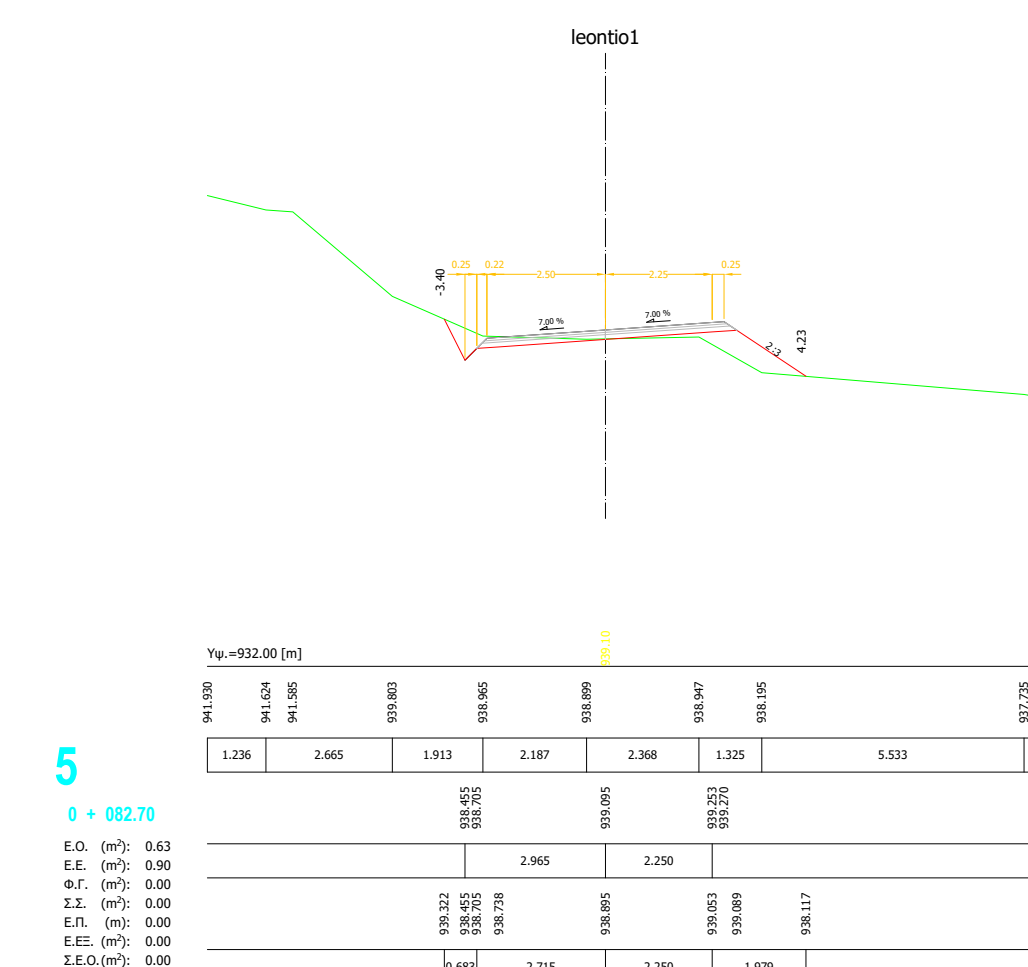 leontio1
-3.40
0.25 0.22 2.50 2.25 0.25
7.00 % 7.00 %
2:3
4.23
Υψ.=932.00 [m]
939.10
941.930 941.624 941.585 939.803 938.965 938.899 938.947 938.195 937.735
1.236 2.665 1.913 2.187 2.368 1.325 5.533
5
0 + 082.70
938.455 938.705 939.095 939.253 939.270
2.965 2.250
939.322 938.455 938.705 938.738 938.895 939.053 939.089 938.117
0.683 2.715 2.250 1.979
Ε.Ο. (m²): 0.63
Ε.Ε. (m²): 0.90
Φ.Γ. (m²): 0.00
Σ.Σ. (m²): 0.00
Ε.Π. (m): 0.00
Ε.ΕΞ. (m²): 0.00
Σ.Ε.Ο.(m²): 0.00